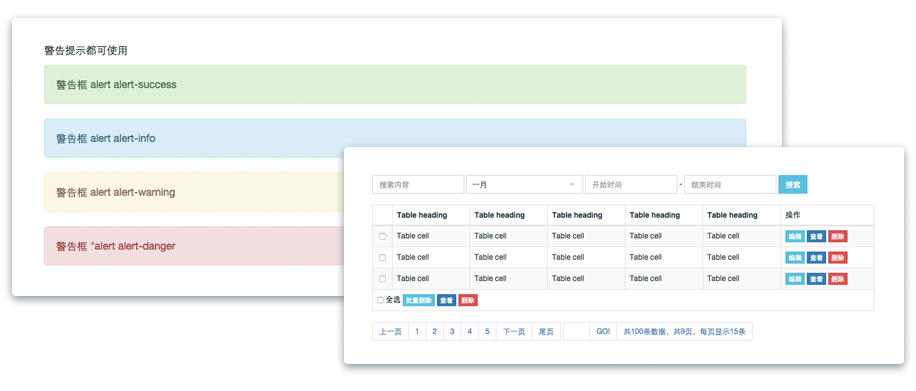 警告提示都可使用
警告框 alert alert-success
警告框 alert alert-info
警告框 alert alert-warning
警告框 "alert alert-danger
搜索内容 一月 开始时间 - 结束时间 搜索
Table heading Table heading Table heading Table heading Table heading 操作
Table cell Table cell Table cell Table cell Table cell 编辑 查看 删除
Table cell Table cell Table cell Table cell Table cell 编辑 查看 删除
Table cell Table cell Table cell Table cell Table cell 编辑 查看 删除
全选 批量删除 查看 删除
上一页 1 2 3 4 5 下一页 尾页 GO! 共100条数据，共9页，每页显示15条